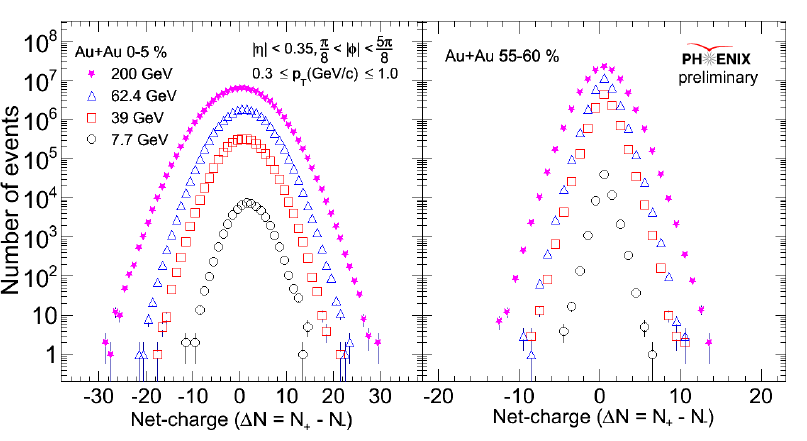 Au+Au 0-5 %
200 GeV
62.4 GeV
39 GeV
7.7 GeV
|η| < 0.35, π/8 < |ϕ| < 5π/8
0.3 ≤ p_T(GeV/c) ≤ 1.0
Number of events
10⁸
10⁷
10⁶
10⁵
10⁴
10³
10²
10
1
-30 -20 -10 0 10 20 30
Net-charge (ΔN = N₊ - N₋)
Au+Au 55-60 %
PHENIX
preliminary
-20 -10 0 10 20
Net-charge (ΔN = N₊ - N₋)